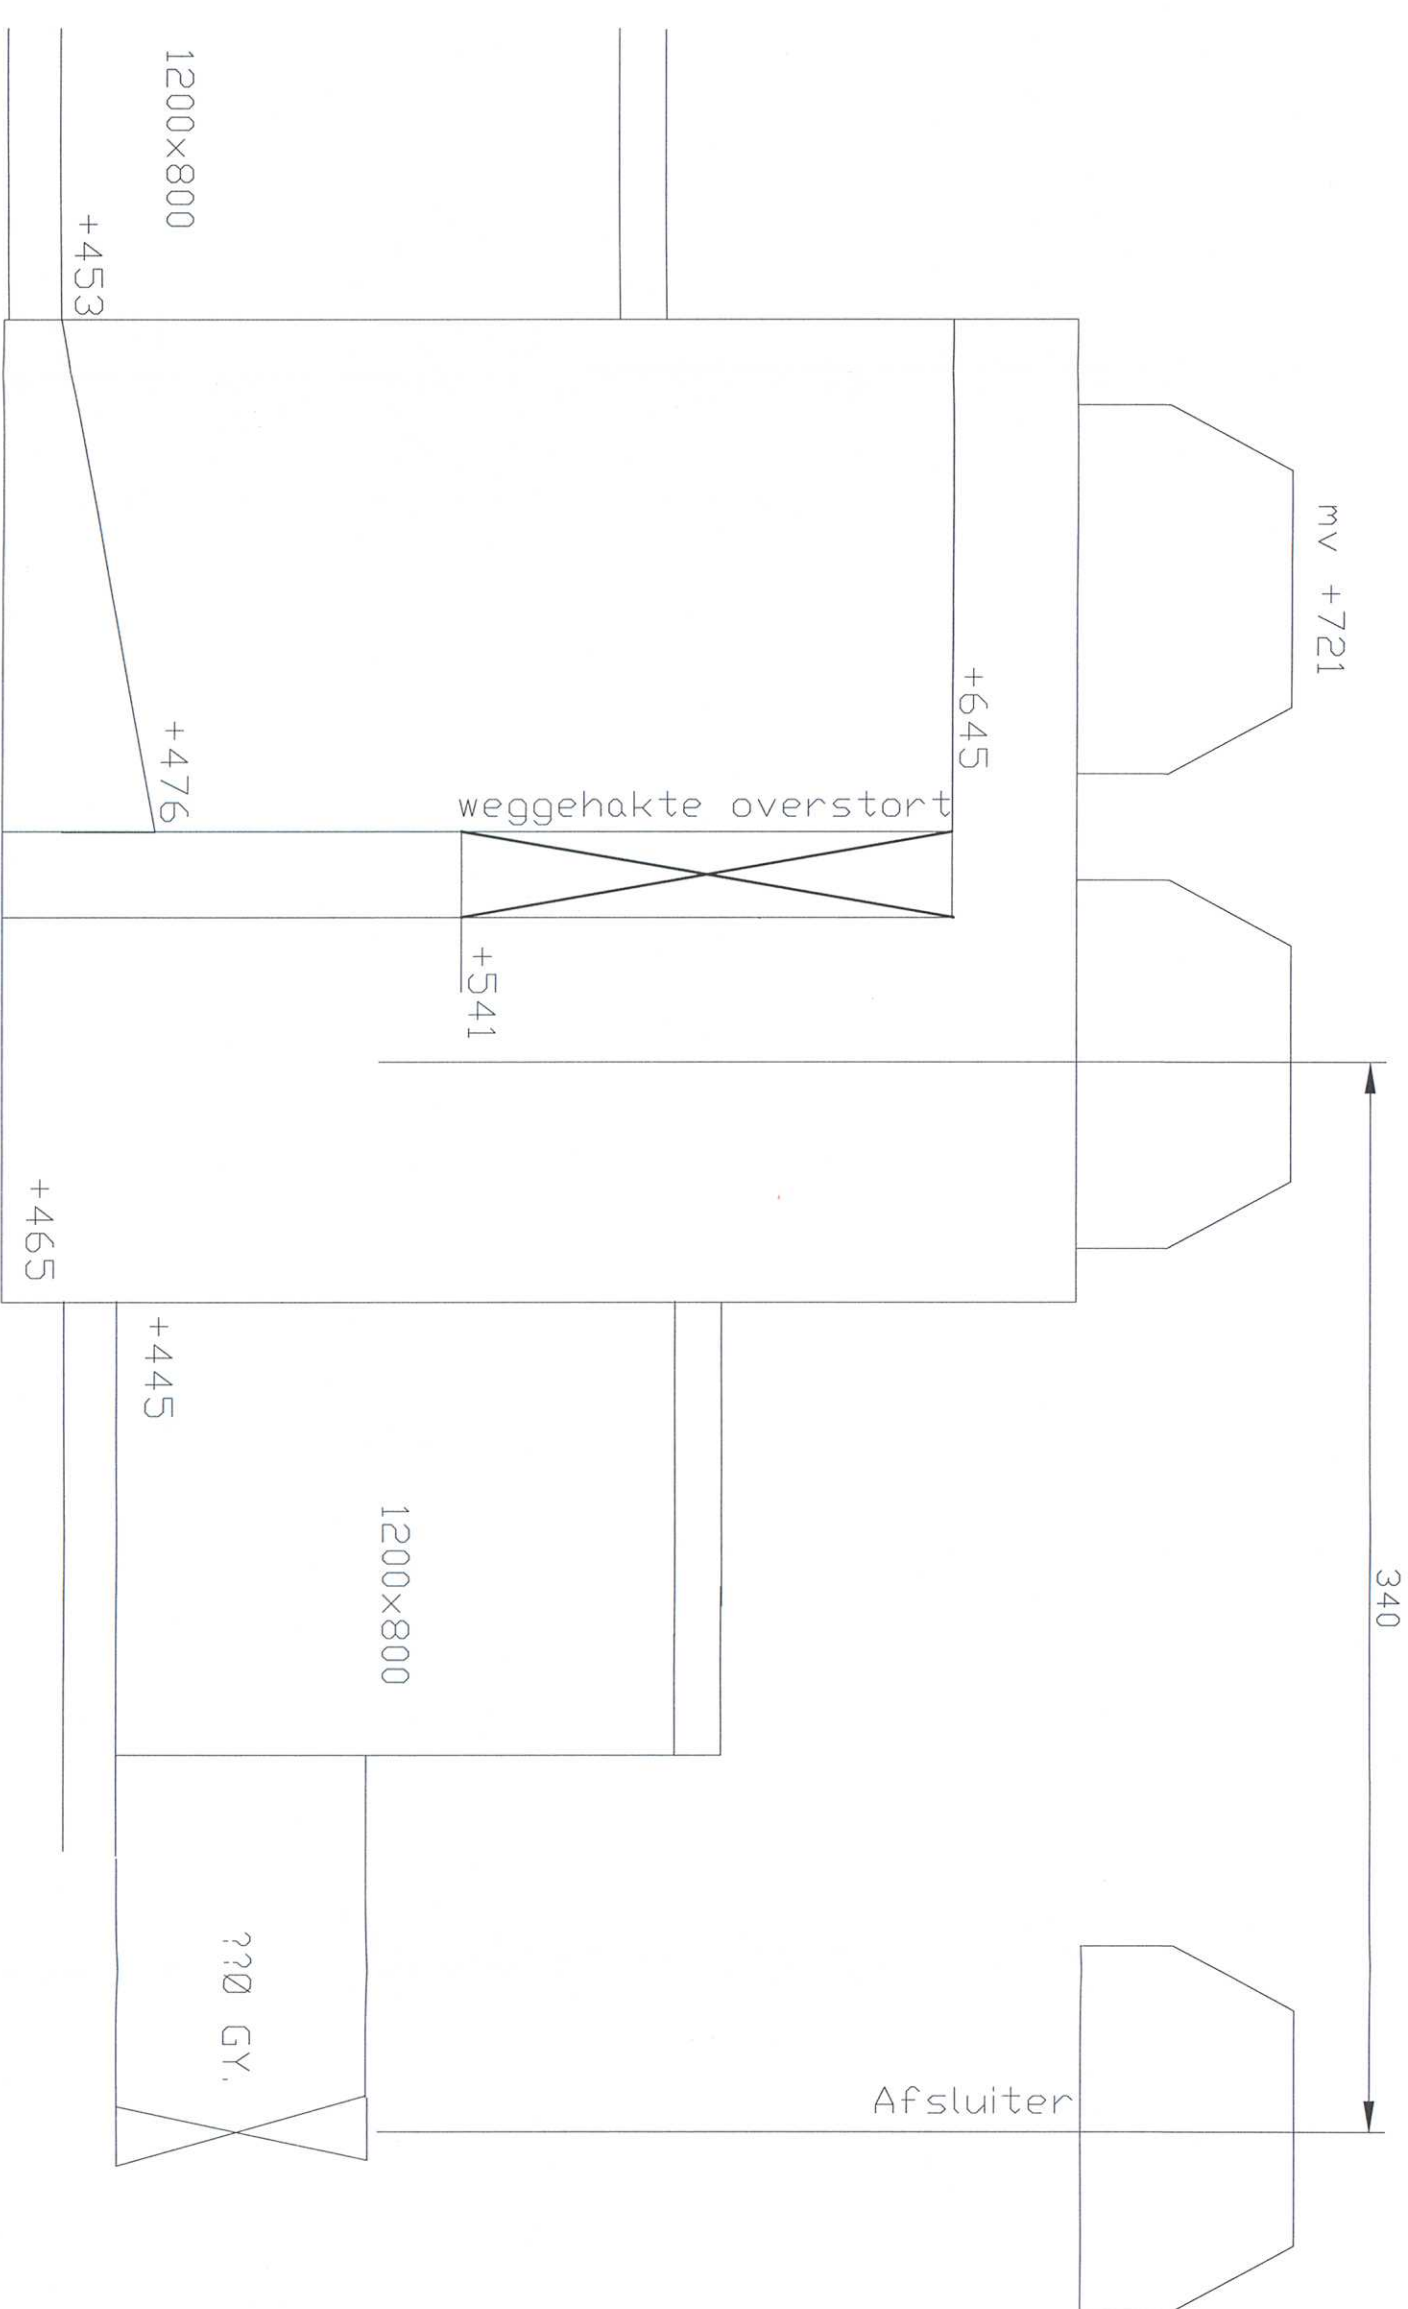 mv +721
340
+645
weggehakte overstort
+541
1200x800
+453
+476
+465
+445
1200x800
??Ø GY.
Afsluiter